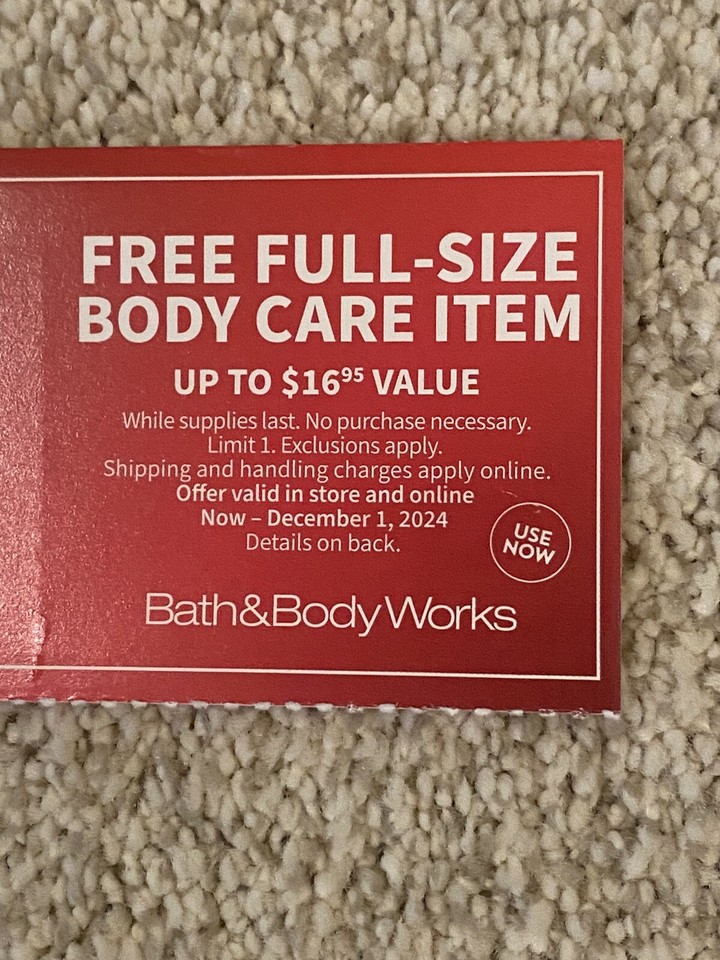 FREE FULL-SIZE
BODY CARE ITEM
UP TO $16⁹⁵ VALUE
While supplies last. No purchase necessary.
Limit 1. Exclusions apply.
Shipping and handling charges apply online.
Offer valid in store and online
Now – December 1, 2024
Details on back.
USE
NOW
Bath&BodyWorks